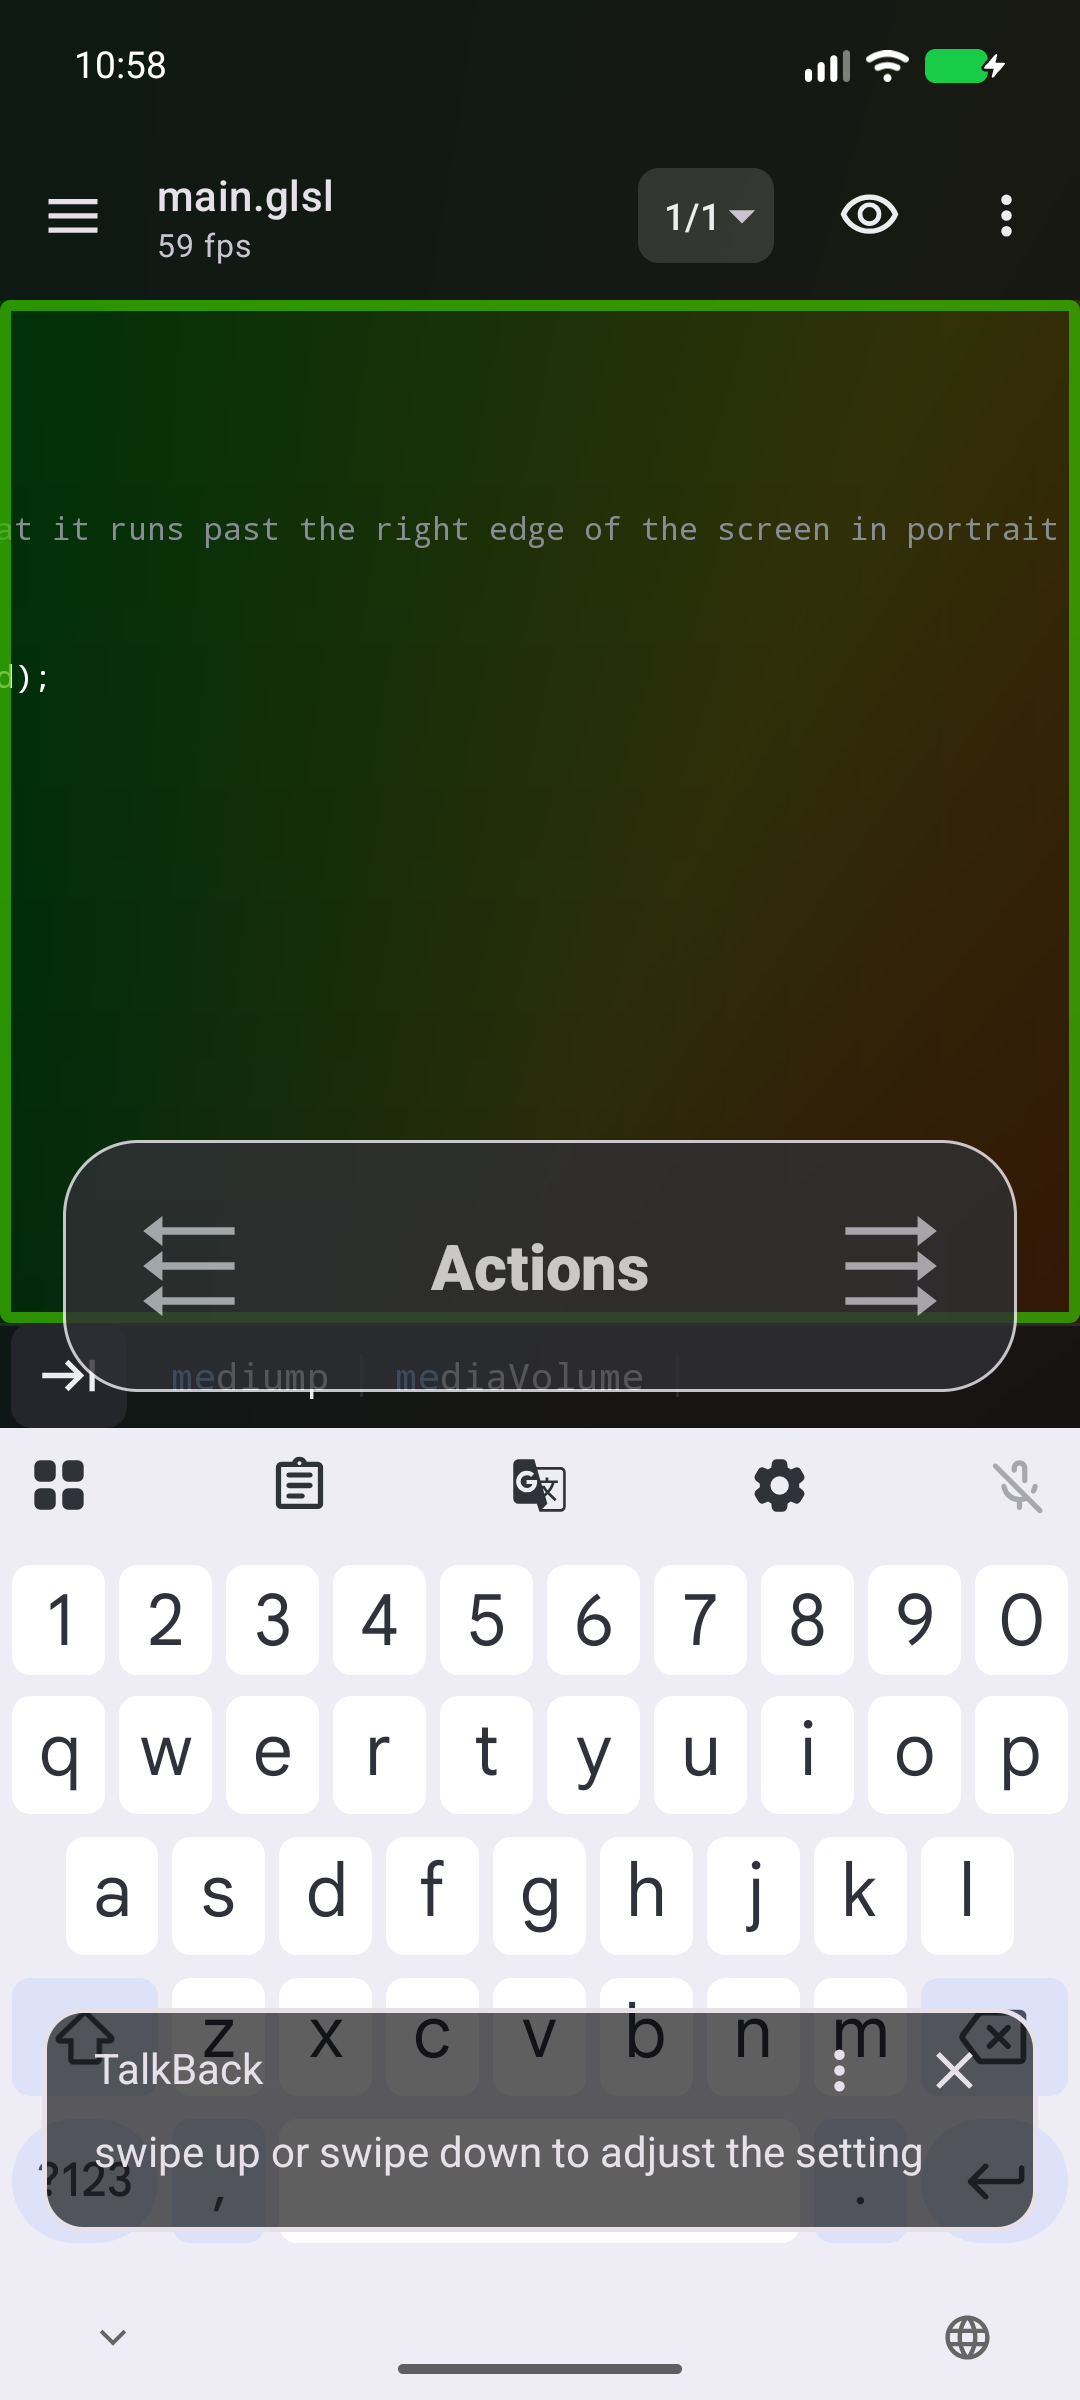 10:58
main.glsl
59 fps
1/1
at it runs past the right edge of the screen in portrait
d);
Actions
mediump
mediaVolume
1 2 3 4 5 6 7 8 9 0
q w e r t y u i o p
a s d f g h j k l
z x c v b n m
TalkBack
swipe up or swipe down to adjust the setting
?123 , .